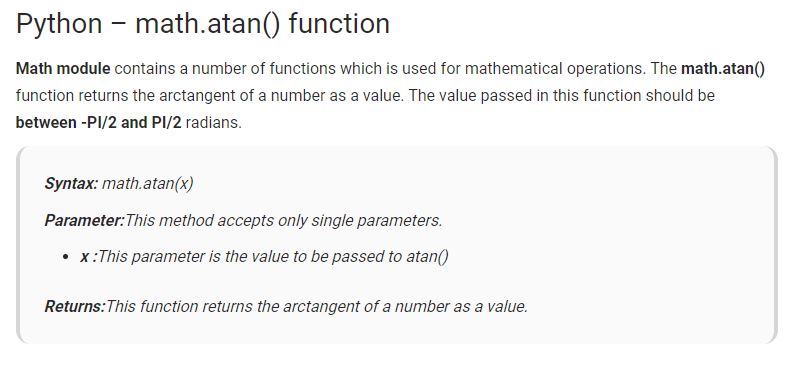 Python – math.atan() function
Math module contains a number of functions which is used for mathematical operations. The math.atan()
function returns the arctangent of a number as a value. The value passed in this function should be
between -PI/2 and PI/2 radians.
Syntax: math.atan(x)
Parameter:This method accepts only single parameters.
• x :This parameter is the value to be passed to atan()
Returns:This function returns the arctangent of a number as a value.